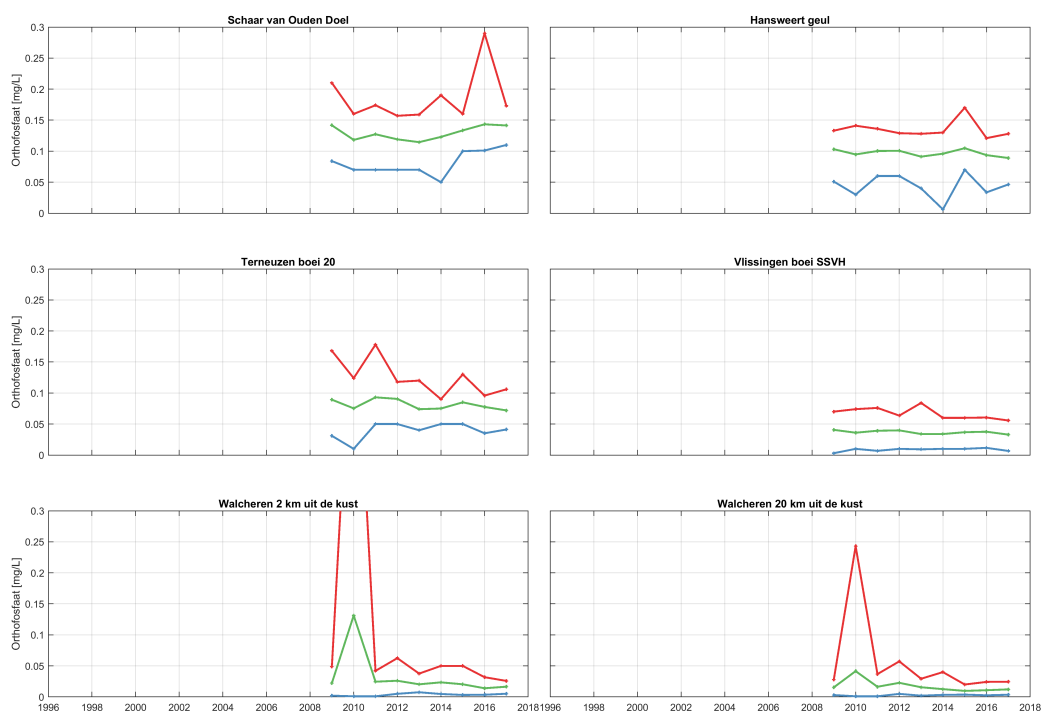 Schaar van Ouden Doel
Hansweert geul
0.3
0.25
0.2
0.15
0.1
0.05
0
Orthofosfaat [mg/L]
Terneuzen boei 20
Vlissingen boei SSVH
0.3
0.25
0.2
0.15
0.1
0.05
0
Orthofosfaat [mg/L]
Walcheren 2 km uit de kust
Walcheren 20 km uit de kust
0.3
0.25
0.2
0.15
0.1
0.05
0
Orthofosfaat [mg/L]
1996 1998 2000 2002 2004 2006 2008 2010 2012 2014 2016 2018
1996 1998 2000 2002 2004 2006 2008 2010 2012 2014 2016 2018